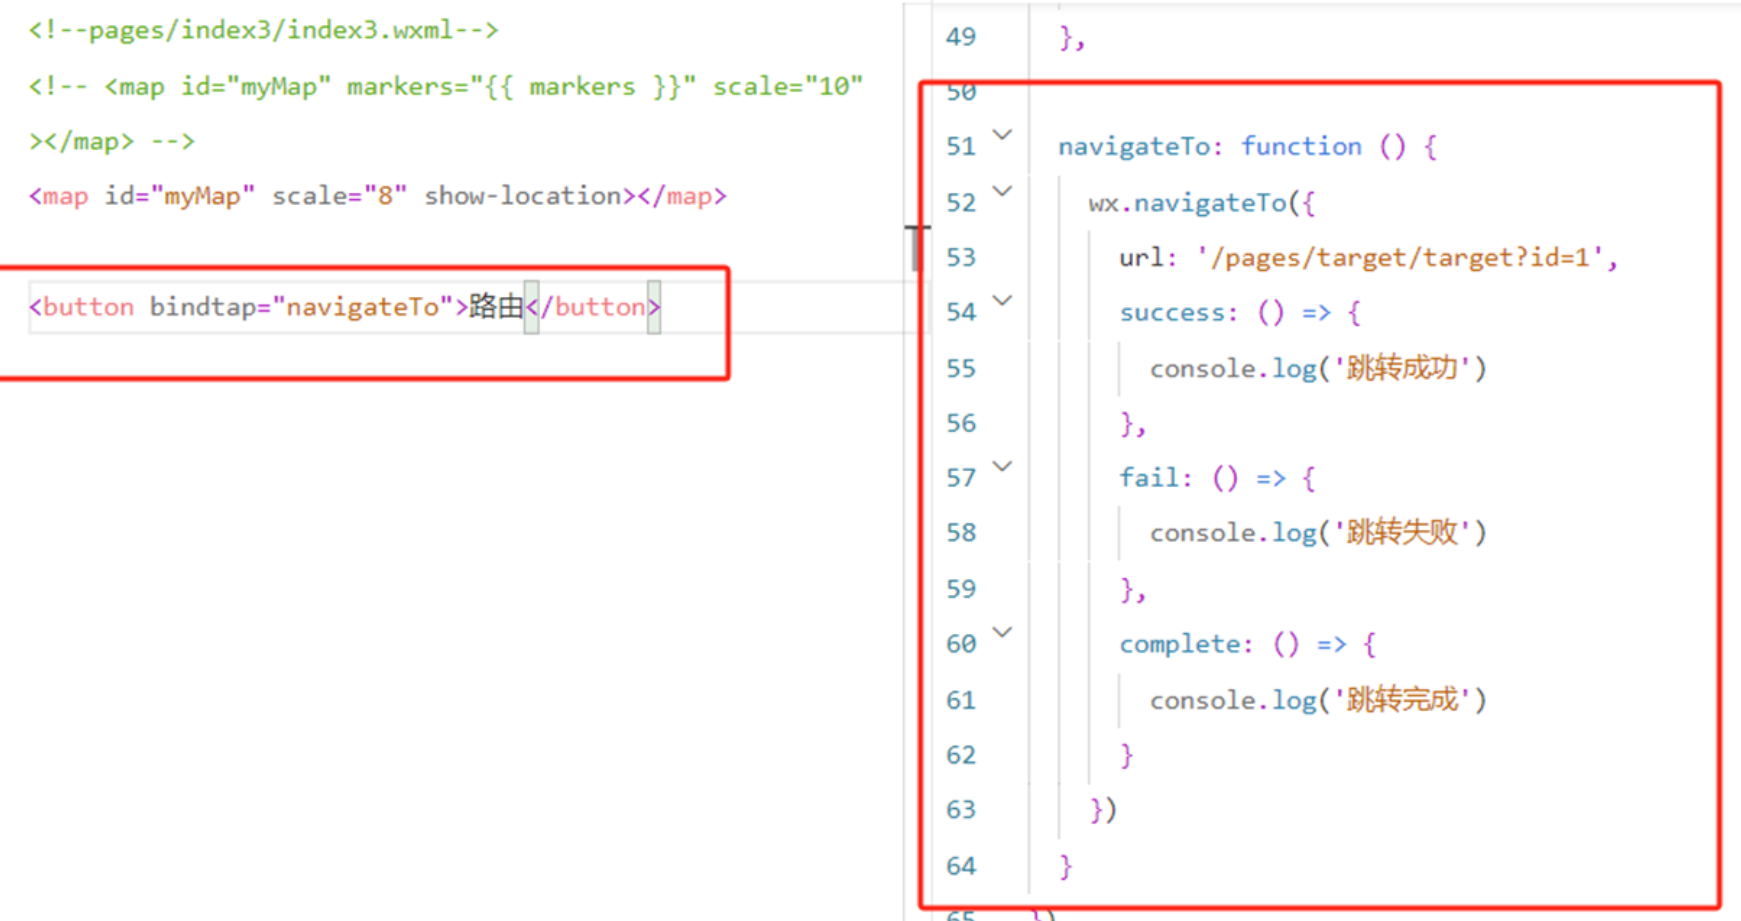 <!--pages/index3/index3.wxml-->
<!-- <map id="myMap" markers="{{ markers }}" scale="10"
></map> -->
<map id="myMap" scale="8" show-location></map>
<button bindtap="navigateTo">路由</button>
49 },
50
51 navigateTo: function () {
52 wx.navigateTo({
53 url: '/pages/target/target?id=1',
54 success: () => {
55 console.log('跳转成功')
56 },
57 fail: () => {
58 console.log('跳转失败')
59 },
60 complete: () => {
61 console.log('跳转完成')
62 }
63 })
64 }
65 })